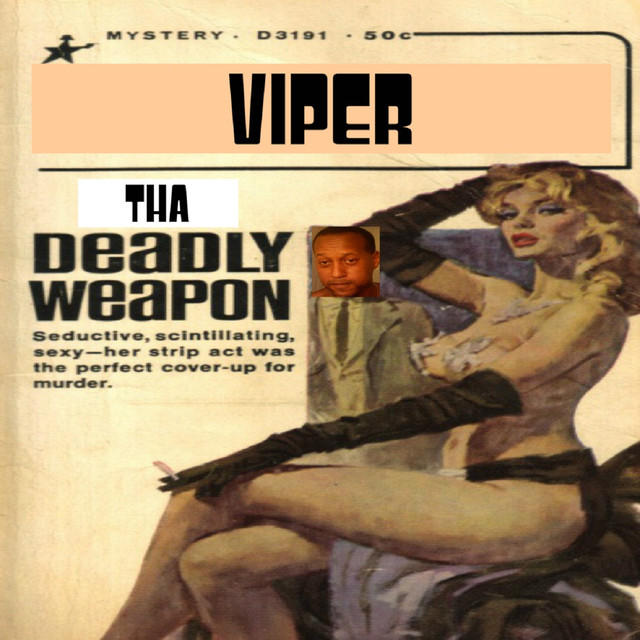 MYSTERY · D3191 · 50c
VIPER
THA
DeaDLY
weaPON
Seductive, scintillating,
sexy—her strip act was
the perfect cover-up for
murder.